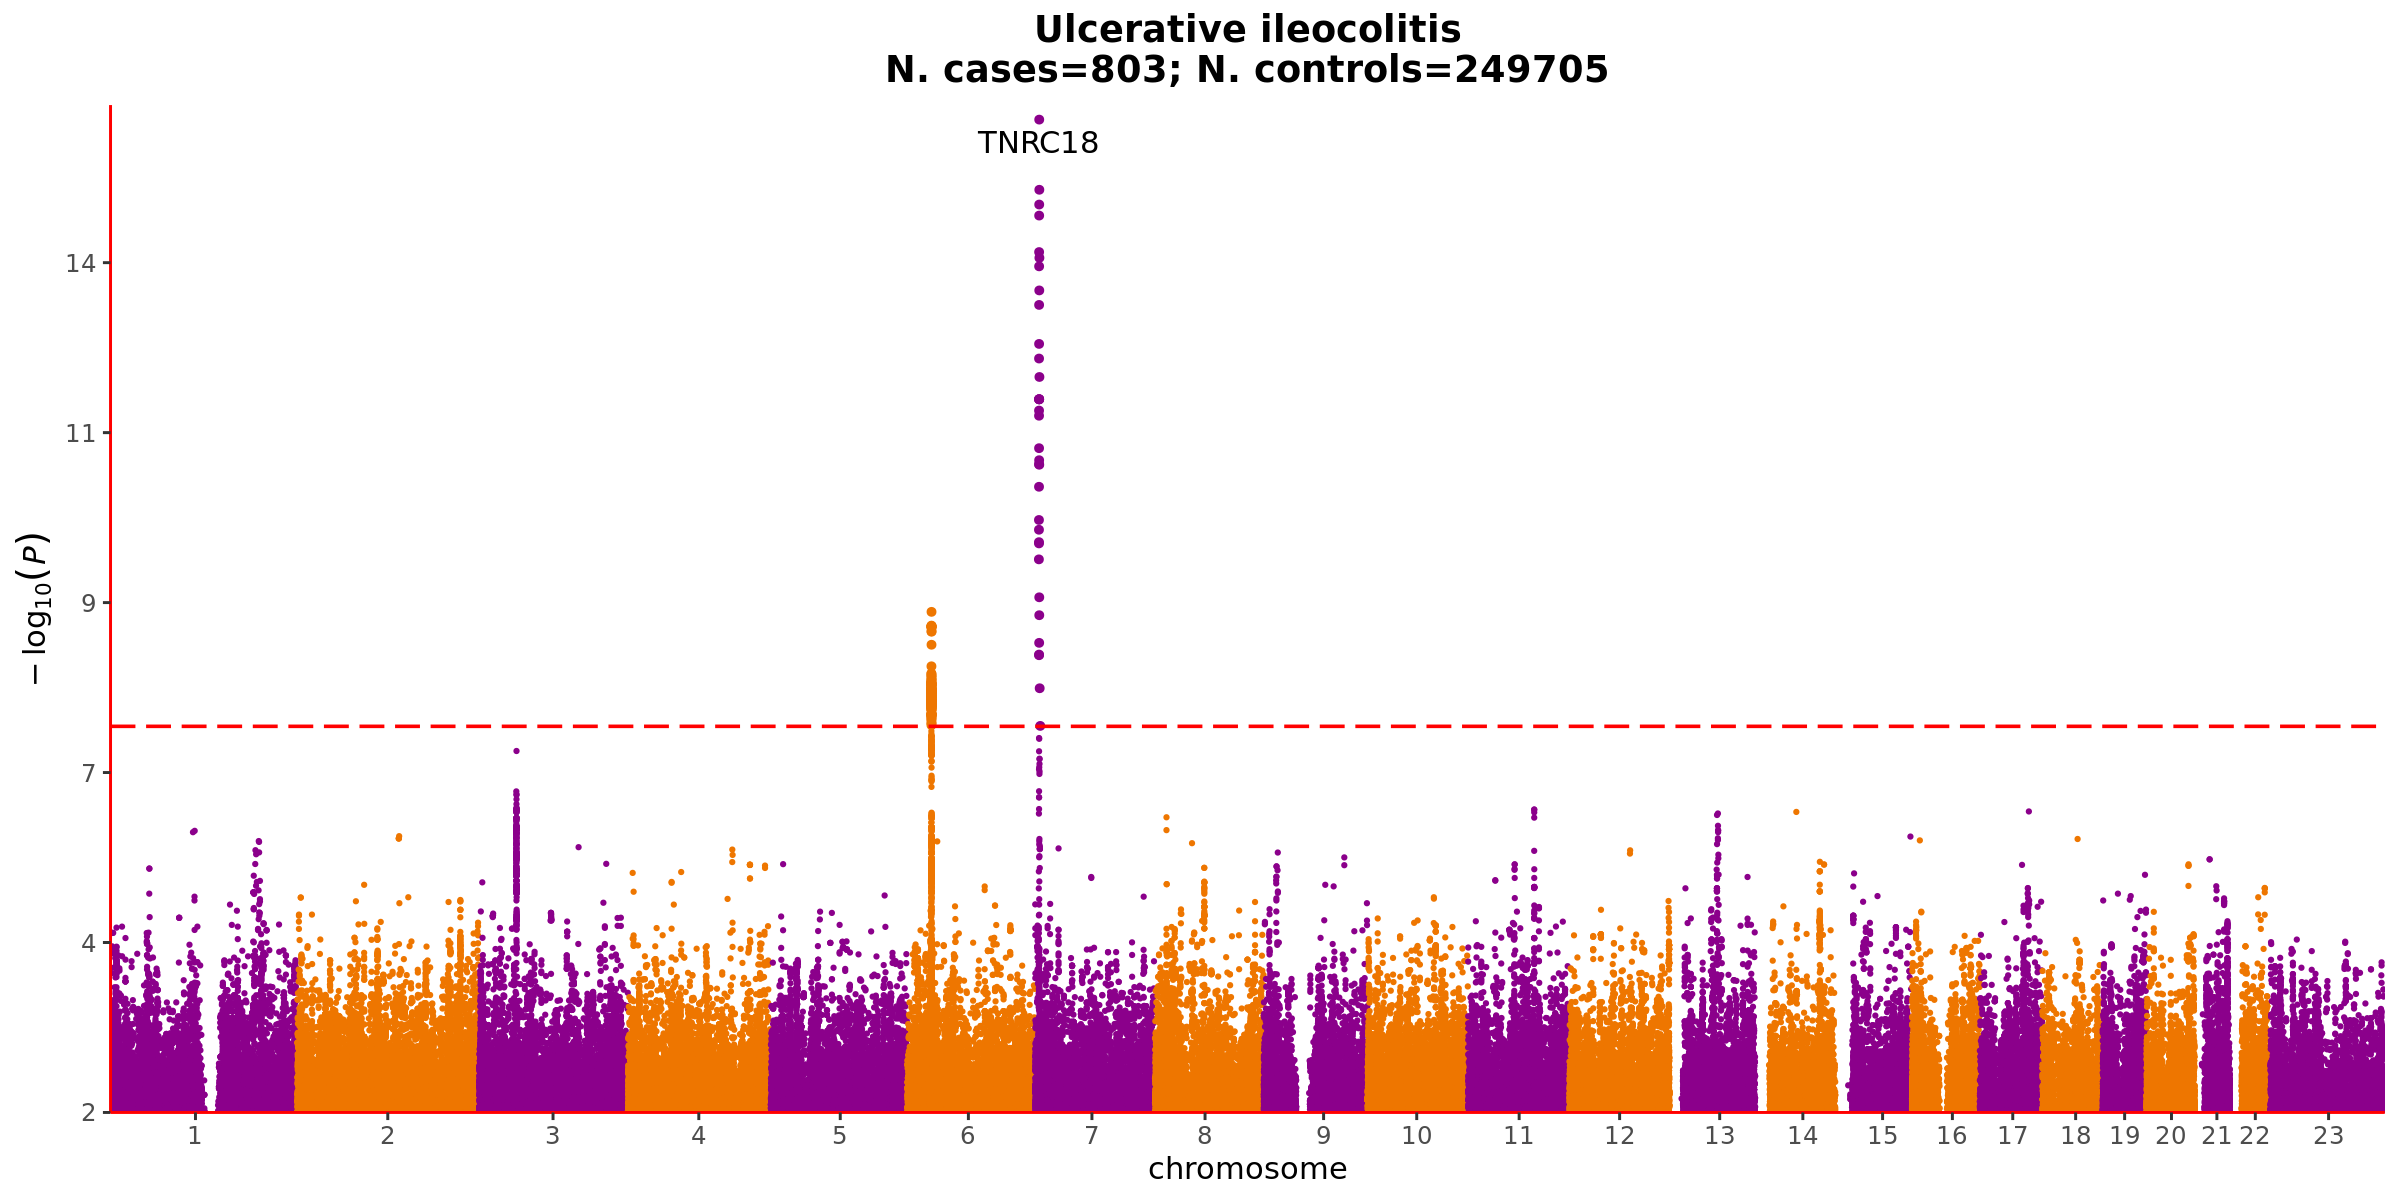 Ulcerative ileocolitis
N. cases=803; N. controls=249705
TNRC18
14
11
9
7
4
2
−log10(P)
1 2 3 4 5 6 7 8 9 10 11 12 13 14 15 16 17 18 19 20 21 22 23
chromosome